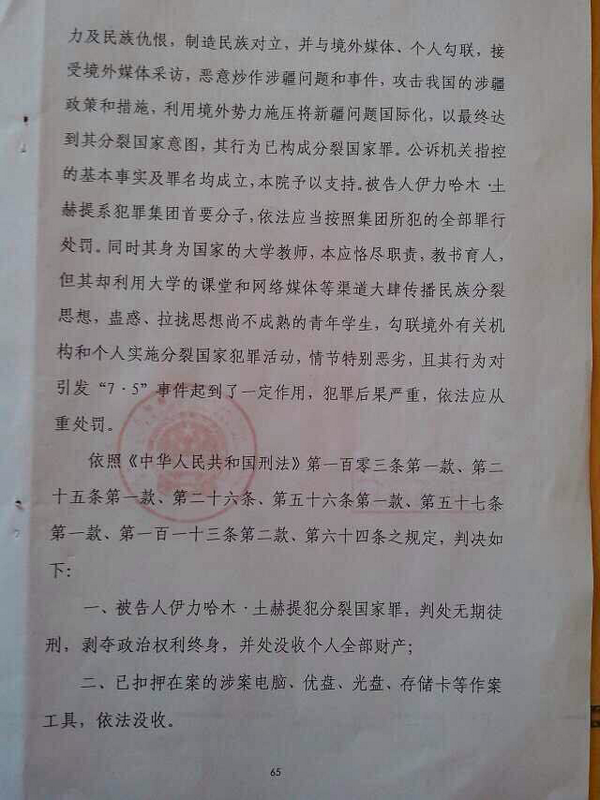 力及民族仇恨，制造民族对立，并与境外媒体、个人勾联，接
受境外媒体采访，恶意炒作涉疆问题和事件，攻击我国的涉疆
政策和措施，利用境外势力施压将新疆问题国际化，以最终达
到其分裂国家意图，其行为已构成分裂国家罪。公诉机关指控
的基本事实及罪名均成立，本院予以支持。被告人伊力哈木·土
赫提系犯罪集团首要分子，依法应当按照集团所犯的全部罪行
处罚。同时其身为国家的大学教师，本应恪尽职责，教书育人，
但其却利用大学的课堂和网络媒体等渠道大肆传播民族分裂
思想，蛊惑、拉拢思想尚不成熟的青年学生，勾联境外有关机
构和个人实施分裂国家犯罪活动，情节特别恶劣，且其行为对
引发“7·5”事件起到了一定作用，犯罪后果严重，依法应从
重处罚。
依照《中华人民共和国刑法》第一百零三条第一款、第二
十五条第一款、第二十六条、第五十六条第一款、第五十七条
第一款、第一百一十三条第二款、第六十四条之规定，判决如
下：
一、被告人伊力哈木·土赫提犯分裂国家罪，判处无期徒
刑，剥夺政治权利终身，并处没收个人全部财产；
二、已扣押在案的涉案电脑、优盘、光盘、存储卡等作案
工具，依法没收。
65